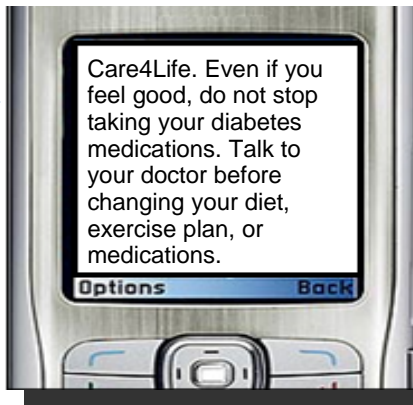 Care4Life. Even if you
feel good, do not stop
taking your diabetes
medications. Talk to
your doctor before
changing your diet,
exercise plan, or
medications.
Options Back